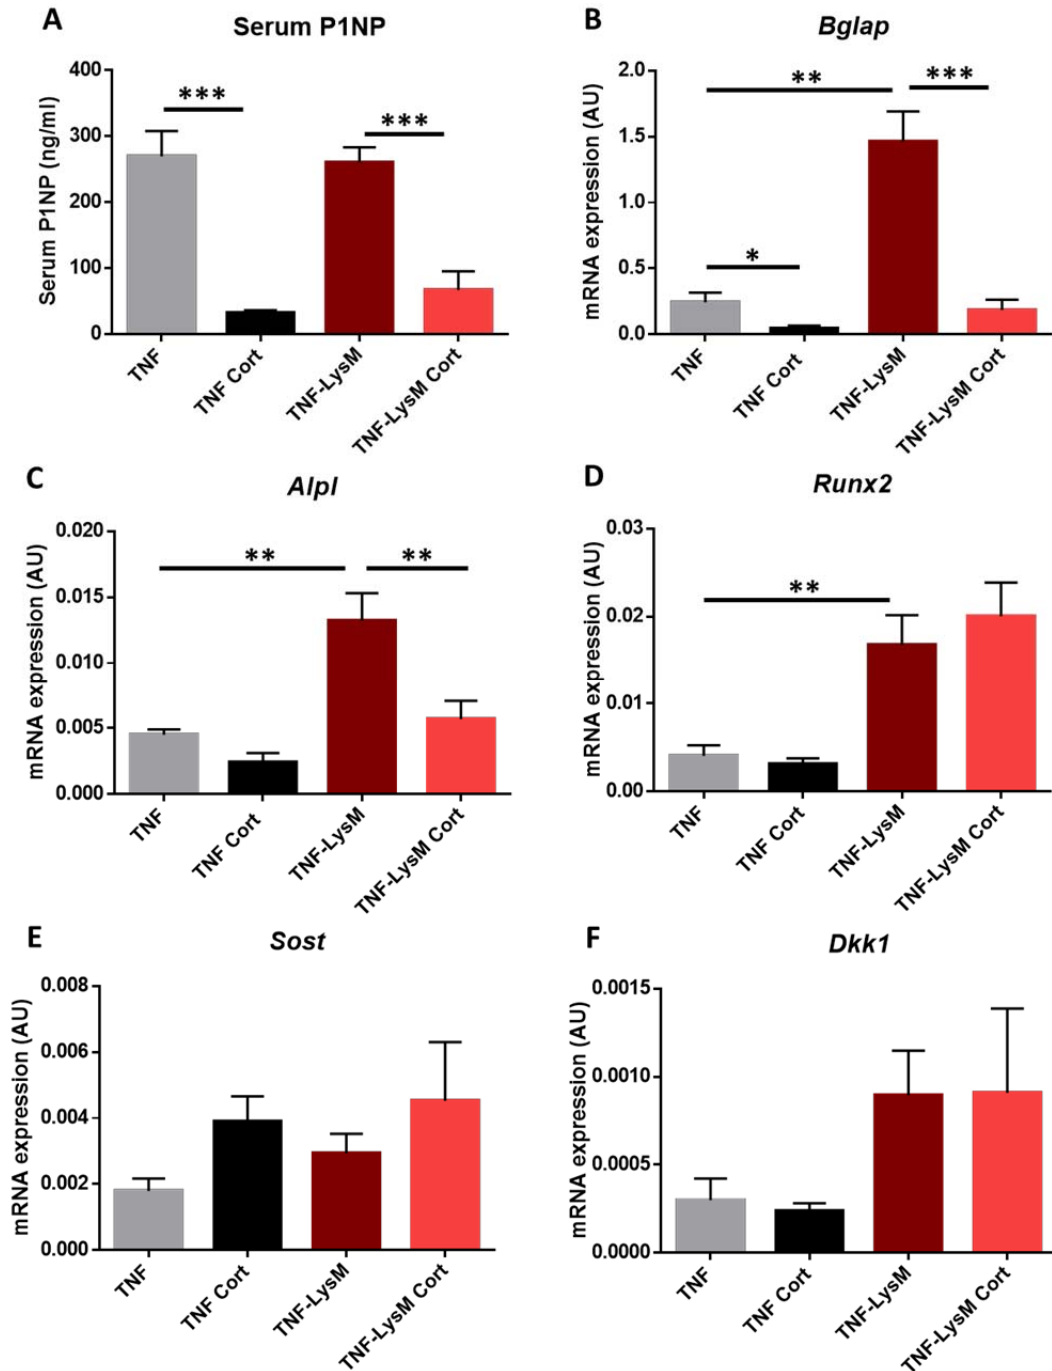 A
Serum P1NP
Serum P1NP (ng/ml)
400
300
200
100
0
***
***
TNF
TNF Cort
TNF-LysM
TNF-LysM Cort
B
Bglap
mRNA expression (AU)
2.0
1.5
1.0
0.5
0.0
**
***
*
TNF
TNF Cort
TNF-LysM
TNF-LysM Cort
C
Alpl
mRNA expression (AU)
0.020
0.015
0.010
0.005
0.000
**
**
TNF
TNF Cort
TNF-LysM
TNF-LysM Cort
D
Runx2
mRNA expression (AU)
0.03
0.02
0.01
0.00
**
TNF
TNF Cort
TNF-LysM
TNF-LysM Cort
E
Sost
mRNA expression (AU)
0.008
0.006
0.004
0.002
0.000
TNF
TNF Cort
TNF-LysM
TNF-LysM Cort
F
Dkk1
mRNA expression (AU)
0.0015
0.0010
0.0005
0.0000
TNF
TNF Cort
TNF-LysM
TNF-LysM Cort